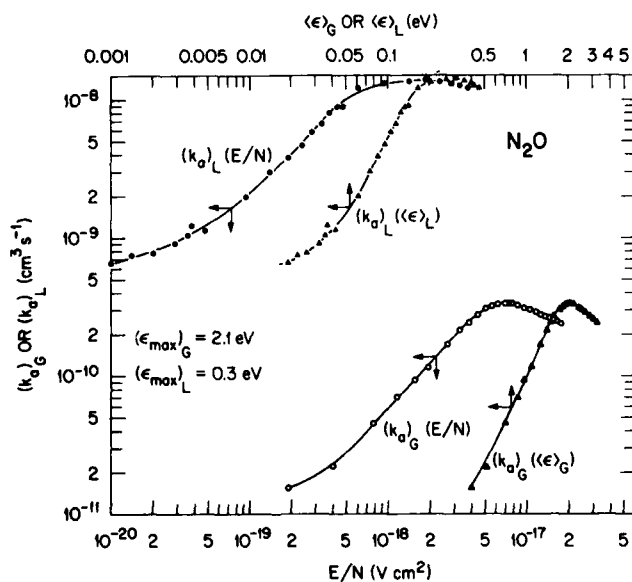 ⟨ϵ⟩G OR ⟨ϵ⟩L (eV)
0.001 0.005 0.01 0.05 0.1 0.5 1 2 3 4 5
10⁻⁸
5
2
10⁻⁹
5
2
10⁻¹⁰
5
2
10⁻¹¹
(ka)G OR (ka)L (cm³ s⁻¹)
N₂O
(ka)L (E/N)
(ka)L (⟨ϵ⟩L)
⟨ϵmax⟩G = 2.1 eV
⟨ϵmax⟩L = 0.3 eV
(ka)G (E/N)
(ka)G (⟨ϵ⟩G)
10⁻²⁰ 2 5 10⁻¹⁹ 2 5 10⁻¹⁸ 2 5 10⁻¹⁷ 2 5
E/N (V cm²)